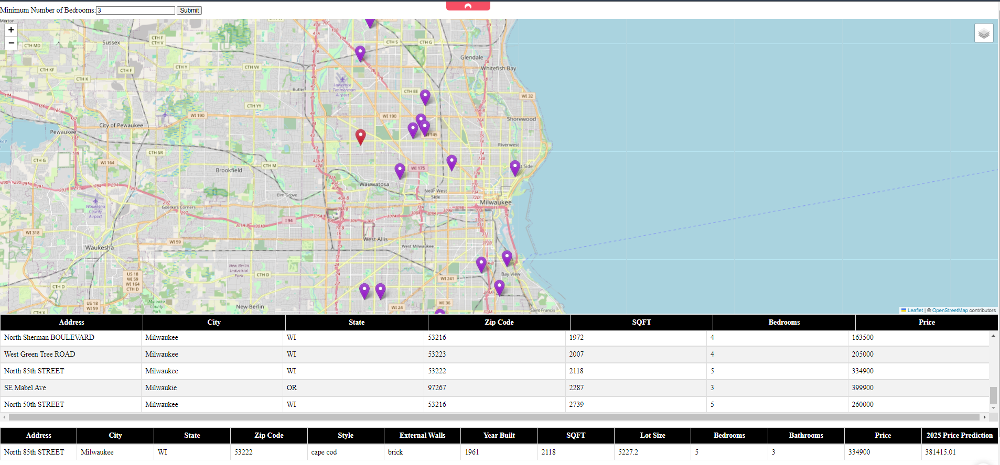 Minimum Number of Bedrooms: 3 Submit
+
−
Merton
Sussex
CTH F
CTH V
CTH MD
CTH S
CTH G
Glendale
Whitefish Bay
CTH KF
CTH F
CTH Y
CTH VV
CTH K
Butler
Lawrence
J. Timmerman
Airport
CTH EE
WI 32
CTH YY
WI 190
WI 190
Shorewood
City of Pewaukee
Pewaukee
WI 145
Riverwest
CTH SR
CTH G
WI 164
CTH M
Brookfield
WI 175
t Side
Wauwatosa
Near West
Side
Elm Grove
Milwaukee
Waukesha
County
Airport
Goerke's Corners
I 94
WI 318
WI 59
West Allis
West Milwaukee
Waukesha
New Berlin
Industrial
Park
CTH D
US 18
WI 59
WI 164
CTH D
CTH D
Bay View
WI 241
Minooka
County
Park
US 18
WI 59
New Berlin
WI 24
WI 36
Saint Francis
CTH X
Leaflet | © OpenStreetMap contributors
Address City State Zip Code SQFT Bedrooms Price
North Sherman BOULEVARD Milwaukee WI 53216 1972 4 163500
West Green Tree ROAD Milwaukee WI 53223 2007 4 205000
North 85th STREET Milwaukee WI 53222 2118 5 334900
SE Mabel Ave Milwaukie OR 97267 2287 3 399900
North 50th STREET Milwaukee WI 53216 2739 5 260000
Address City State Zip Code Style External Walls Year Built SQFT Lot Size Bedrooms Bathrooms Price 2025 Price Prediction
North 85th STREET Milwaukee WI 53222 cape cod brick 1961 2118 5227.2 5 3 334900 381415.01